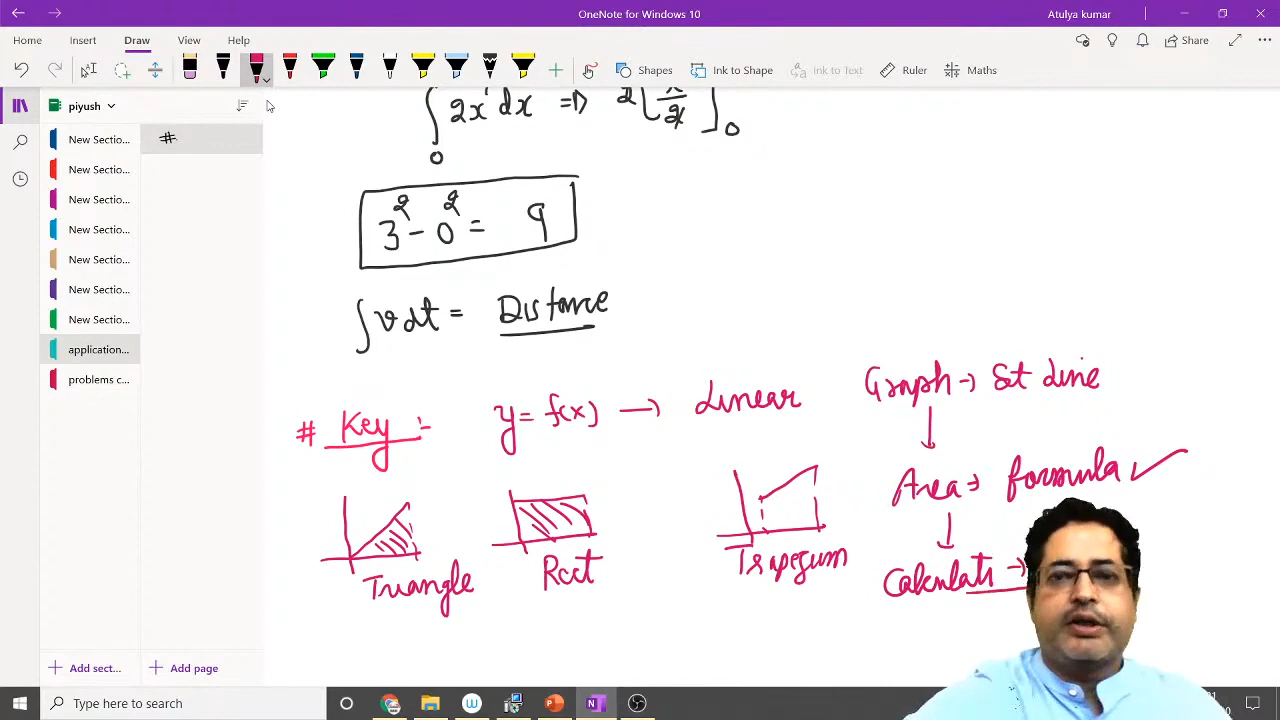 OneNote for Windows 10
Atulya kumar
Home
Insert
Draw
View
Help
Share
Shapes
Ink to Shape
Ink to Text
Ruler
Maths
piyush
#
New Sectio...
New Sectio...
New Sectio...
New Sectio...
New Sectio...
New Sectio...
New Sectio...
application...
problems c...
∫ 2x¹ dx ⇒ 2[ /2 ]
0 0
3² - 0² = 9
∫v dt = Distance
# Key :-
y = f(x) → Linear
Graph → St Line
Area → formula ✓
Calculate →
Triangle
Rect
Trapezum
Add sect...
Add page
Type here to search